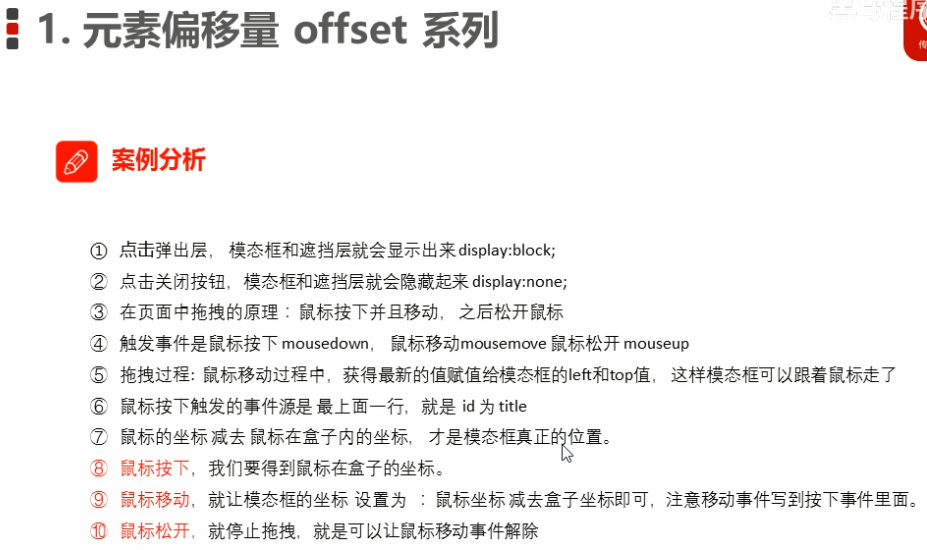 1. 元素偏移量 offset 系列
案例分析
① 点击弹出层， 模态框和遮挡层就会显示出来 display:block;
② 点击关闭按钮，模态框和遮挡层就会隐藏起来 display:none;
③ 在页面中拖拽的原理： 鼠标按下并且移动， 之后松开鼠标
④ 触发事件是鼠标按下 mousedown， 鼠标移动mousemove 鼠标松开 mouseup
⑤ 拖拽过程: 鼠标移动过程中，获得最新的值赋值给模态框的left和top值， 这样模态框可以跟着鼠标走了
⑥ 鼠标按下触发的事件源是 最上面一行，就是 id 为 title
⑦ 鼠标的坐标 减去 鼠标在盒子内的坐标， 才是模态框真正的位置。
⑧ 鼠标按下，我们要得到鼠标在盒子的坐标。
⑨ 鼠标移动，就让模态框的坐标 设置为 ：鼠标坐标 减去盒子坐标即可，注意移动事件写到按下事件里面。
⑩ 鼠标松开，就停止拖拽，就是可以让鼠标移动事件解除